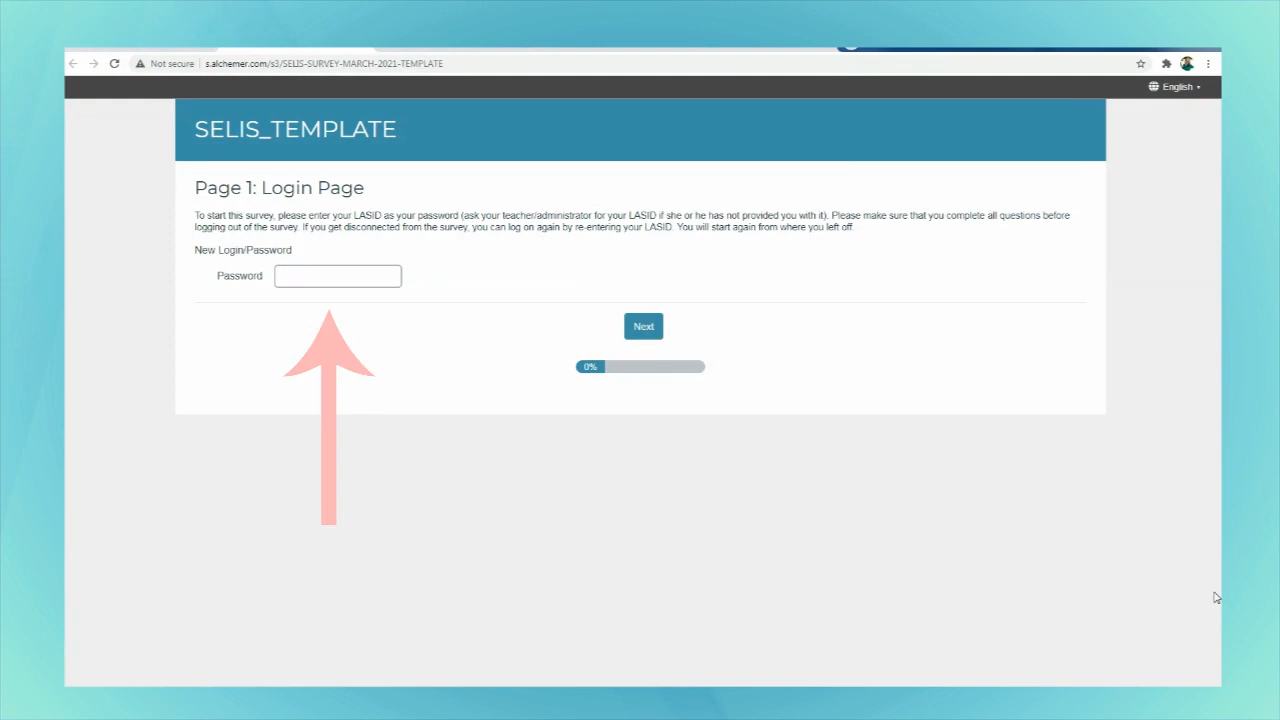 Not secure s.alchemer.com/s3/SELIS-SURVEY-MARCH-2021-TEMPLATE
English
SELIS_TEMPLATE
Page 1: Login Page
To start this survey, please enter your LASID as your password (ask your teacher/administrator for your LASID if she or he has not provided you with it). Please make sure that you complete all questions before
logging out of the survey. If you get disconnected from the survey, you can log on again by re-entering your LASID. You will start again from where you left off.
New Login/Password
Password
Next
0%